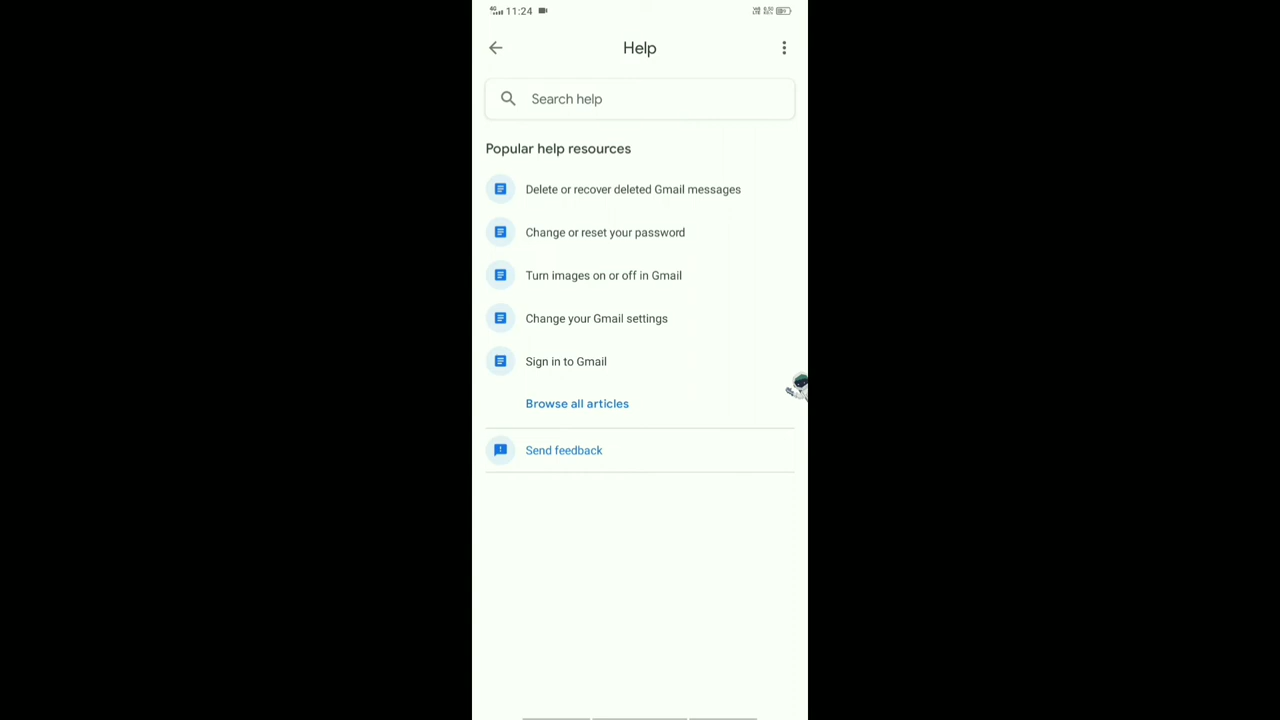 11:24
Help
Search help
Popular help resources
Delete or recover deleted Gmail messages
Change or reset your password
Turn images on or off in Gmail
Change your Gmail settings
Sign in to Gmail
Browse all articles
Send feedback